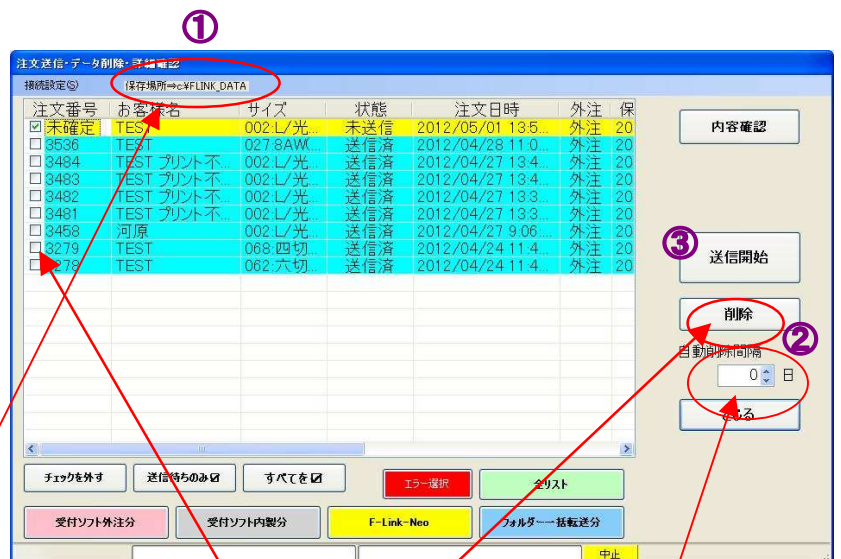 ①
注文送信・データ削除・詳細確認
接続設定(S) 保存場所⇒c:¥FLINK_DATA
注文番号 お客様名 サイズ 状態 注文日時 外注 保
未確定 TEST 002:L/光... 未送信 2012/05/01 13:5... 外注 20
3536 TEST 027:8AW(... 送信済 2012/04/28 11:0... 外注 20
3484 TEST プリント不... 002:L/光... 送信済 2012/04/27 13:4... 外注 20
3483 TEST プリント不... 002:L/光... 送信済 2012/04/27 13:4... 外注 20
3482 TEST プリント不... 002:L/光... 送信済 2012/04/27 13:3... 外注 20
3481 TEST プリント不... 002:L/光... 送信済 2012/04/27 13:3... 外注 20
3458 河原 002:L/光... 送信済 2012/04/27 9:06:... 外注 20
3279 TEST 068:四切... 送信済 2012/04/24 11:4... 外注 20
3278 TEST 062:六切... 送信済 2012/04/24 11:4... 外注 20
内容確認
③
送信開始
削除
②
自動削除間隔
0 日
閉じる
チェックを外す 送信待ちのみ☑ すべてを☑ エラー選択 全リスト
受付ソフト外注分 受付ソフト内製分 F-Link-Neo フォルダー一括転送分
中止